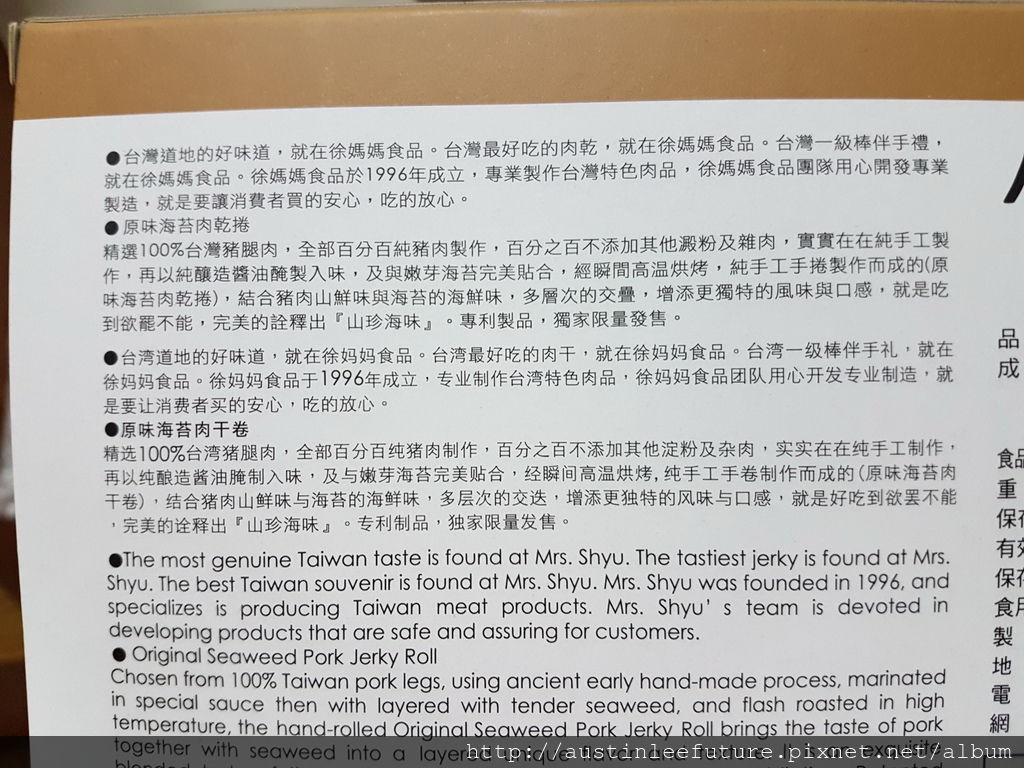 ●台灣道地的好味道，就在徐媽媽食品。台灣最好吃的肉乾，就在徐媽媽食品。台灣一級棒伴手禮，
就在徐媽媽食品。徐媽媽食品於1996年成立，專業製作台灣特色肉品，徐媽媽食品團隊用心開發專業
製造，就是要讓消費者買的安心，吃的放心。
●原味海苔肉乾捲
精選100%台灣豬腿肉，全部百分百純豬肉製作，百分之百不添加其他澱粉及雜肉，實實在在純手工製
作，再以純釀造醬油醃製入味，及與嫩芽海苔完美貼合，經瞬間高温烘烤，純手工手捲製作而成的(原
味海苔肉乾捲)，結合豬肉山鮮味與海苔的海鮮味，多層次的交疊，增添更獨特的風味與口感，就是吃
到欲罷不能，完美的詮釋出『山珍海味』。專利製品，獨家限量發售。
●台湾道地的好味道，就在徐妈妈食品。台湾最好吃的肉干，就在徐妈妈食品。台湾一级棒伴手礼，就在
徐妈妈食品。徐妈妈食品于1996年成立，专业制作台湾特色肉品，徐妈妈食品团队用心开发专业制造，就
是要让消费者买的安心，吃的放心。
●原味海苔肉干卷
精选100%台湾猪腿肉，全部百分百纯猪肉制作，百分之百不添加其他淀粉及杂肉，实实在在纯手工制作，
再以纯酿造酱油腌制入味，及与嫩芽海苔完美贴合，经瞬间高温烘烤,纯手工手卷制作而成的(原味海苔肉
干卷)，结合猪肉山鲜味与海苔的海鲜味，多层次的交迭，增添更独特的风味与口感，就是好吃到欲罢不能
，完美的诠释出『山珍海味』。专利制品，独家限量发售。
●The most genuine Taiwan taste is found at Mrs. Shyu. The tastiest jerky is found at Mrs.
Shyu. The best Taiwan souvenir is found at Mrs. Shyu. Mrs. Shyu was founded in 1996, and
specializes is producing Taiwan meat products. Mrs. Shyu's team is devoted in
developing products that are safe and assuring for customers.
●Original Seaweed Pork Jerky Roll
Chosen from 100% Taiwan pork legs, using ancient early hand-made process, marinated
in special sauce then with layered with tender seaweed, and flash roasted in high
temperature, the hand-rolled Original Seaweed Pork Jerky Roll brings the taste of pork
together with seaweed into a layered unique flavor and texture. It is an exquisite
品
成
食品
重
保存
有效
保存
食用
製
地
電
網
http://austinleefuture.pixnet.net/album